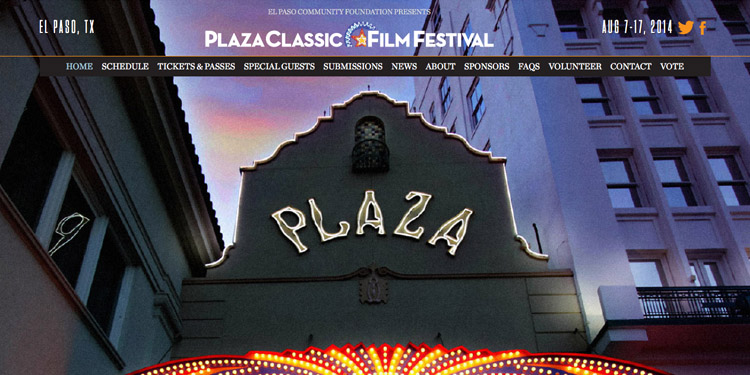 EL PASO COMMUNITY FOUNDATION PRESENTS
EL PASO, TX
PLAZA CLASSIC FILM FESTIVAL
AUG 7-17, 2014
HOME SCHEDULE TICKETS & PASSES SPECIAL GUESTS SUBMISSIONS NEWS ABOUT SPONSORS FAQS VOLUNTEER CONTACT VOTE
PLAZA